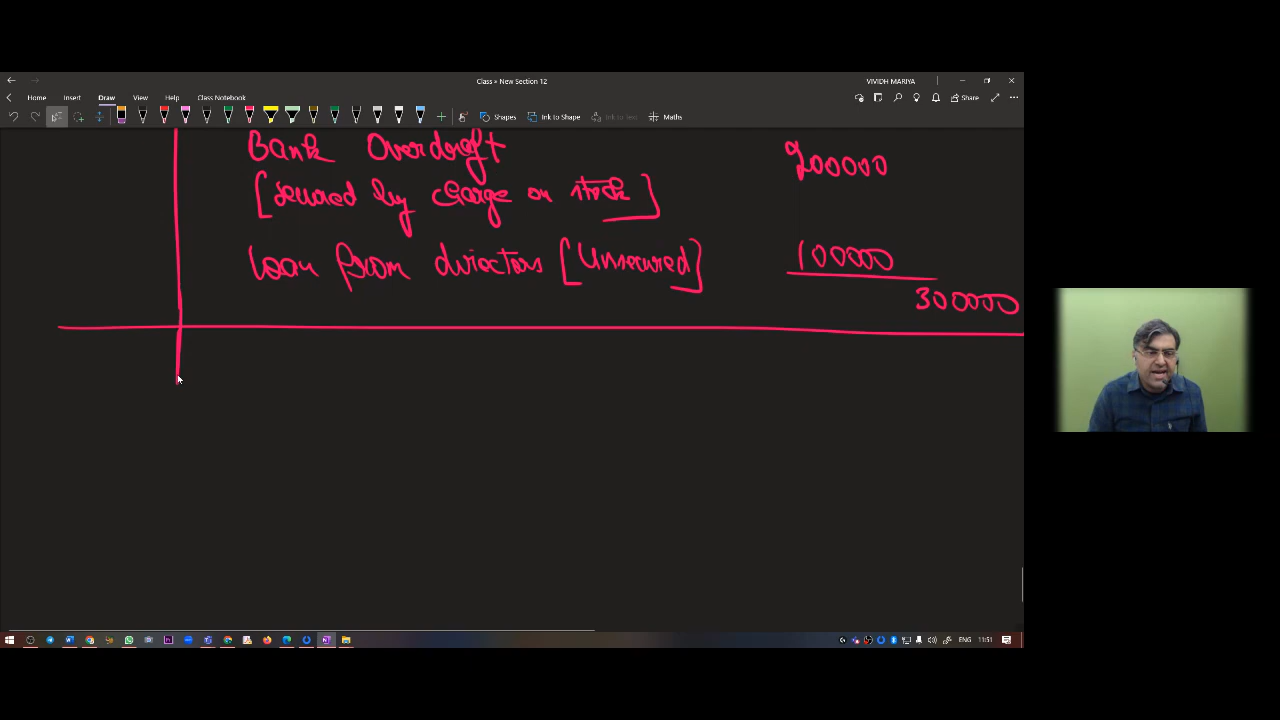 Class » New Section 12
VIVIDH MARIYA
Home Insert Draw View Help Class Notebook
Share
Shapes Ink to Shape Ink to Text Maths
Bank Overdraft 200000
[secured by charge on stock]
Loan from directors [Unsecured] 100000
300000
ENG 11:51